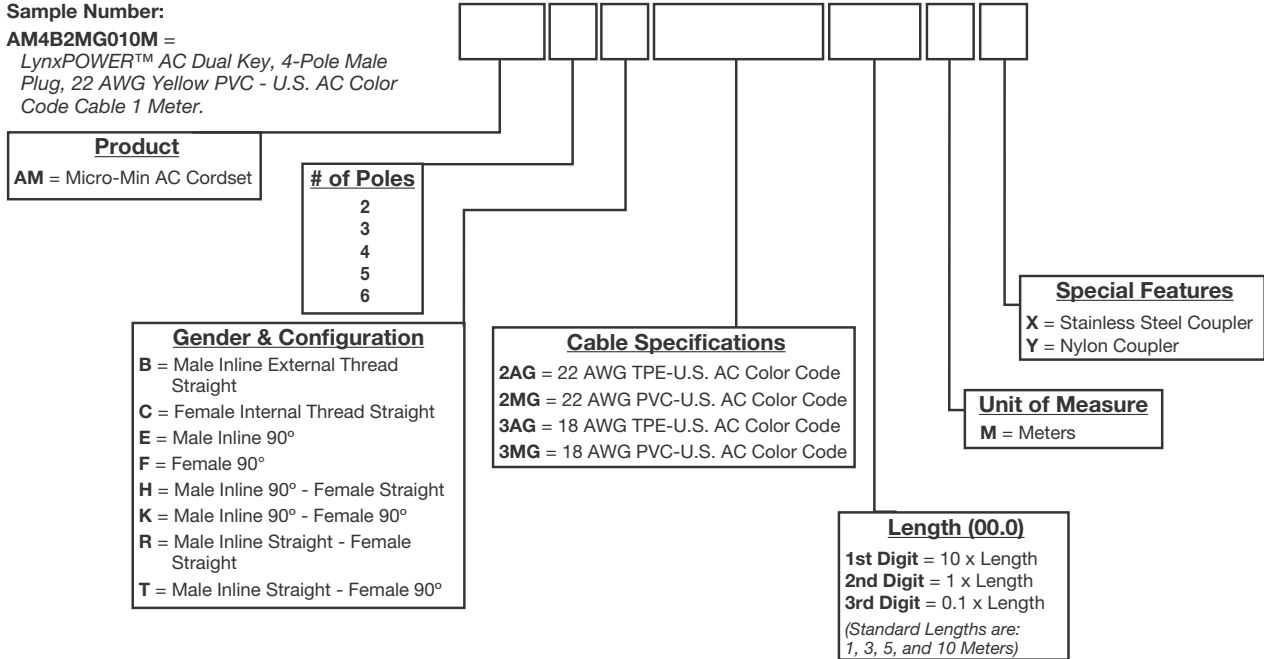 Sample Number:
AM4B2MG010M =
LynxPOWER™ AC Dual Key, 4-Pole Male
Plug, 22 AWG Yellow PVC - U.S. AC Color
Code Cable 1 Meter.
Product
AM = Micro-Min AC Cordset
# of Poles
2
3
4
5
6
Gender & Configuration
B = Male Inline External Thread
Straight
C = Female Internal Thread Straight
E = Male Inline 90º
F = Female 90°
H = Male Inline 90º - Female Straight
K = Male Inline 90º - Female 90º
R = Male Inline Straight - Female
Straight
T = Male Inline Straight - Female 90º
Cable Specifications
2AG = 22 AWG TPE-U.S. AC Color Code
2MG = 22 AWG PVC-U.S. AC Color Code
3AG = 18 AWG TPE-U.S. AC Color Code
3MG = 18 AWG PVC-U.S. AC Color Code
Length (00.0)
1st Digit = 10 x Length
2nd Digit = 1 x Length
3rd Digit = 0.1 x Length
(Standard Lengths are:
1, 3, 5, and 10 Meters)
Unit of Measure
M = Meters
Special Features
X = Stainless Steel Coupler
Y = Nylon Coupler